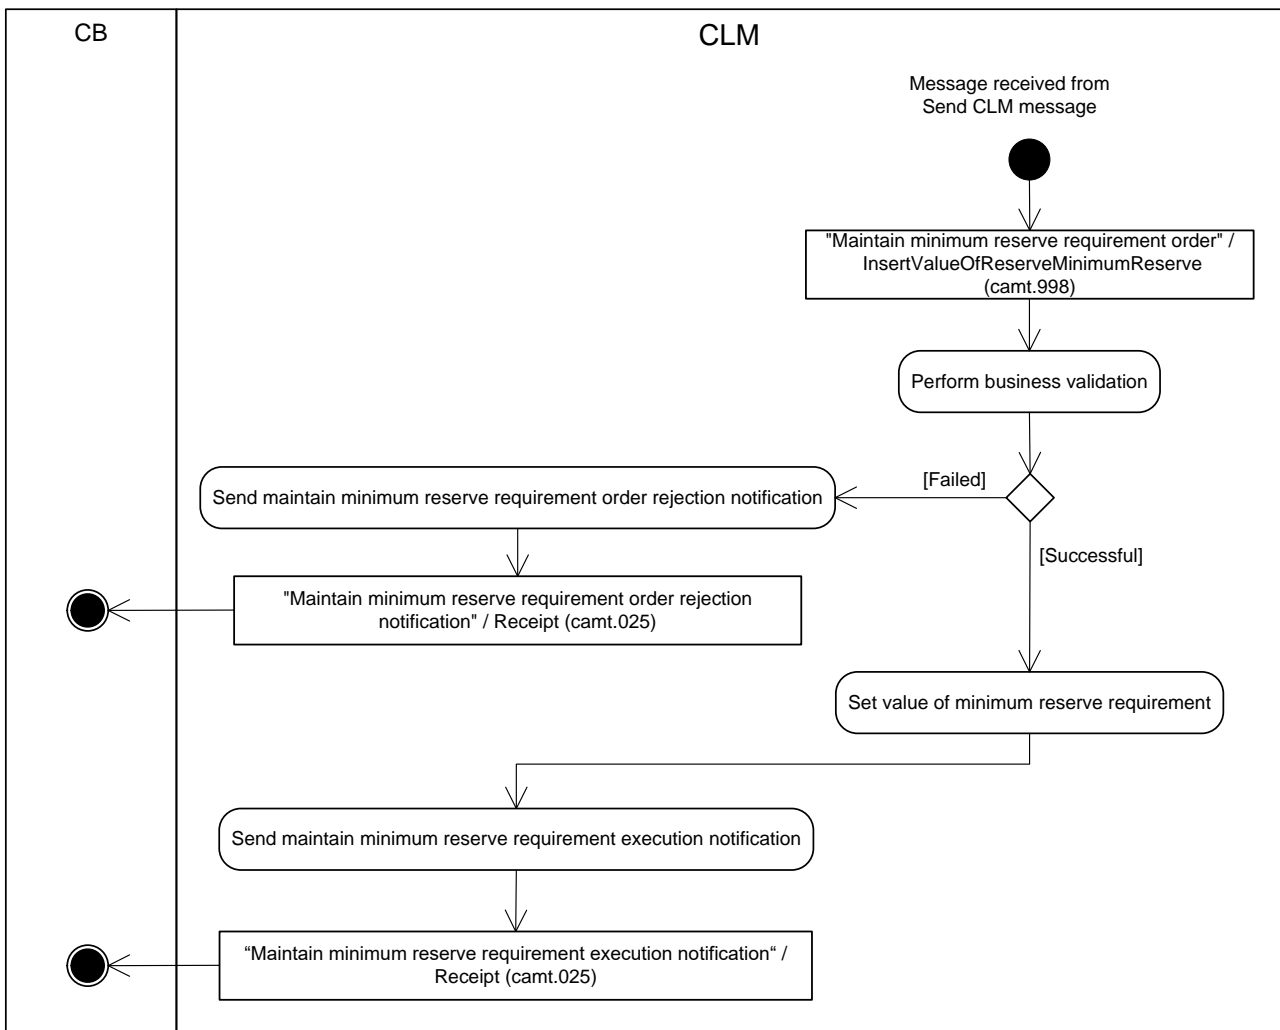 CB
CLM
Message received from
Send CLM message
"Maintain minimum reserve requirement order" /
InsertValueOfReserveMinimumReserve
(camt.998)
Perform business validation
[Failed]
Send maintain minimum reserve requirement order rejection notification
[Successful]
"Maintain minimum reserve requirement order rejection
notification" / Receipt (camt.025)
Set value of minimum reserve requirement
Send maintain minimum reserve requirement execution notification
“Maintain minimum reserve requirement execution notification“ /
Receipt (camt.025)